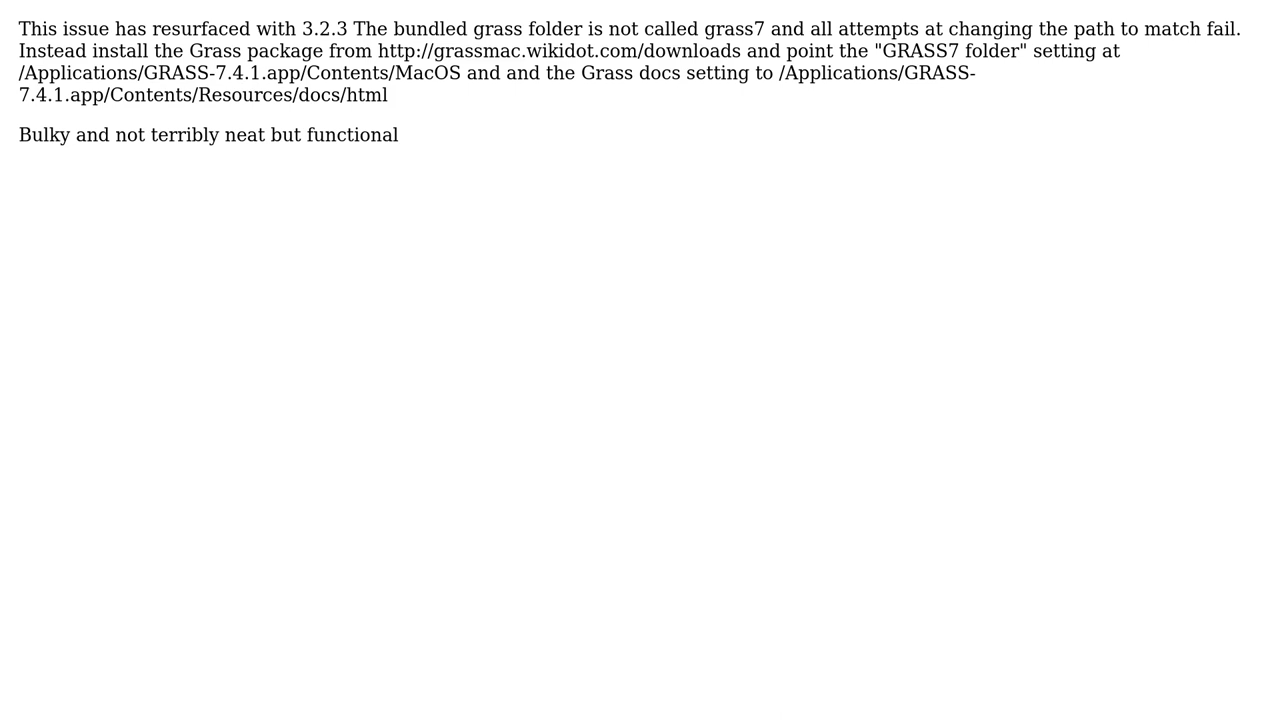 This issue has resurfaced with 3.2.3 The bundled grass folder is not called grass7 and all attempts at changing the path to match fail.
Instead install the Grass package from http://grassmac.wikidot.com/downloads and point the "GRASS7 folder" setting at
/Applications/GRASS-7.4.1.app/Contents/MacOS and and the Grass docs setting to /Applications/GRASS-
7.4.1.app/Contents/Resources/docs/html
Bulky and not terribly neat but functional